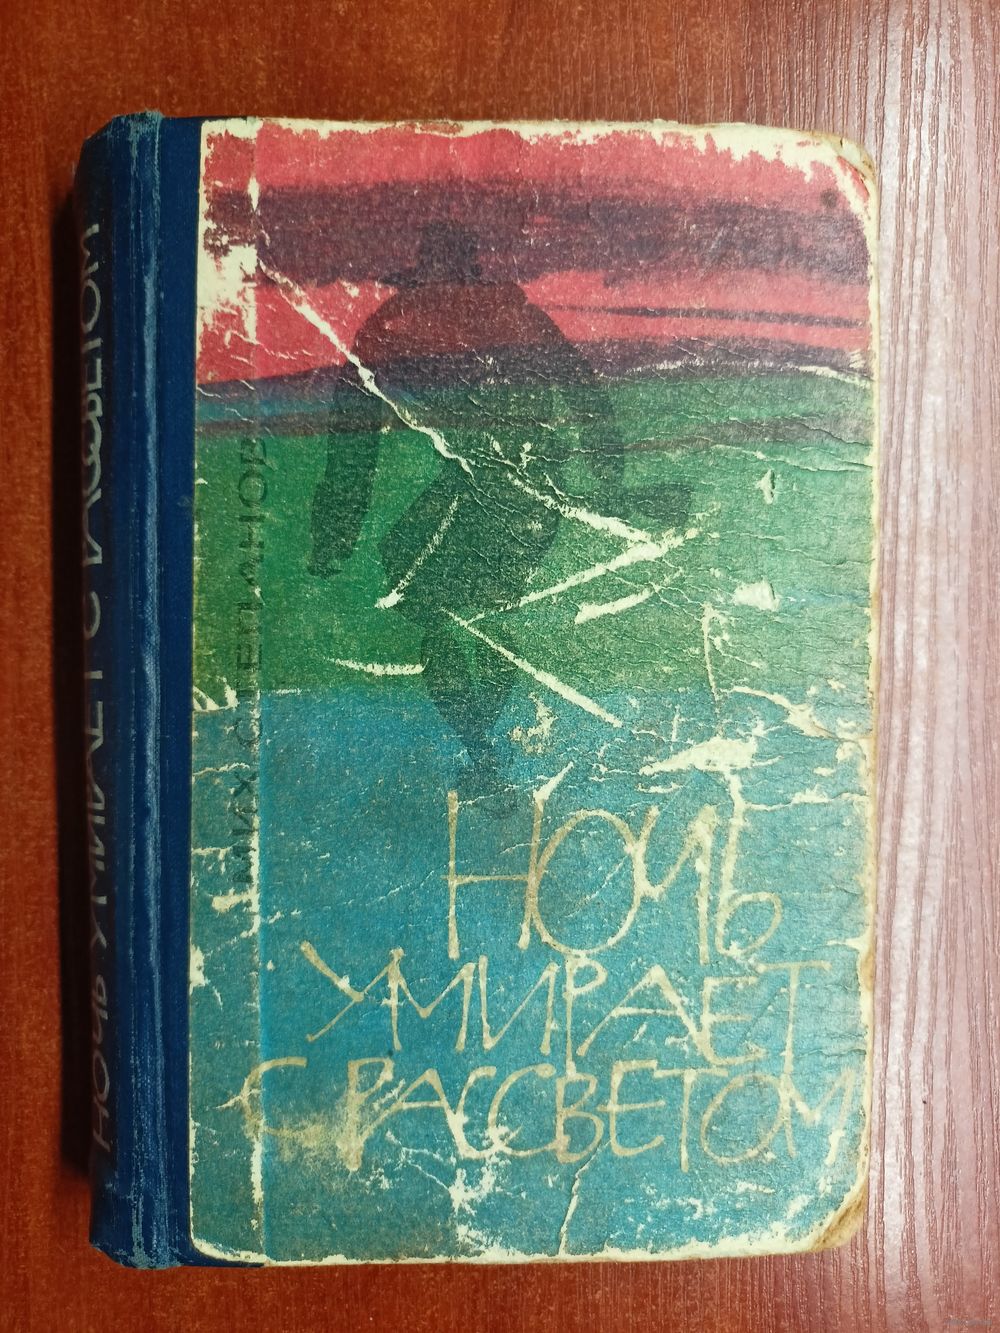 МИХ. СТЕПАНОВ
НОЧЬ
УМИРАЕТ
С РАССВЕТОМ
НОЧЬ УМИРАЕТ С РАССВЕТОМ